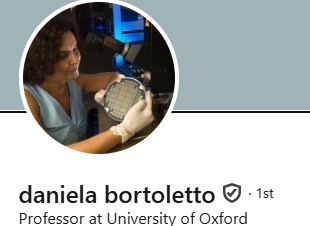 daniela bortoletto · 1st
Professor at University of Oxford